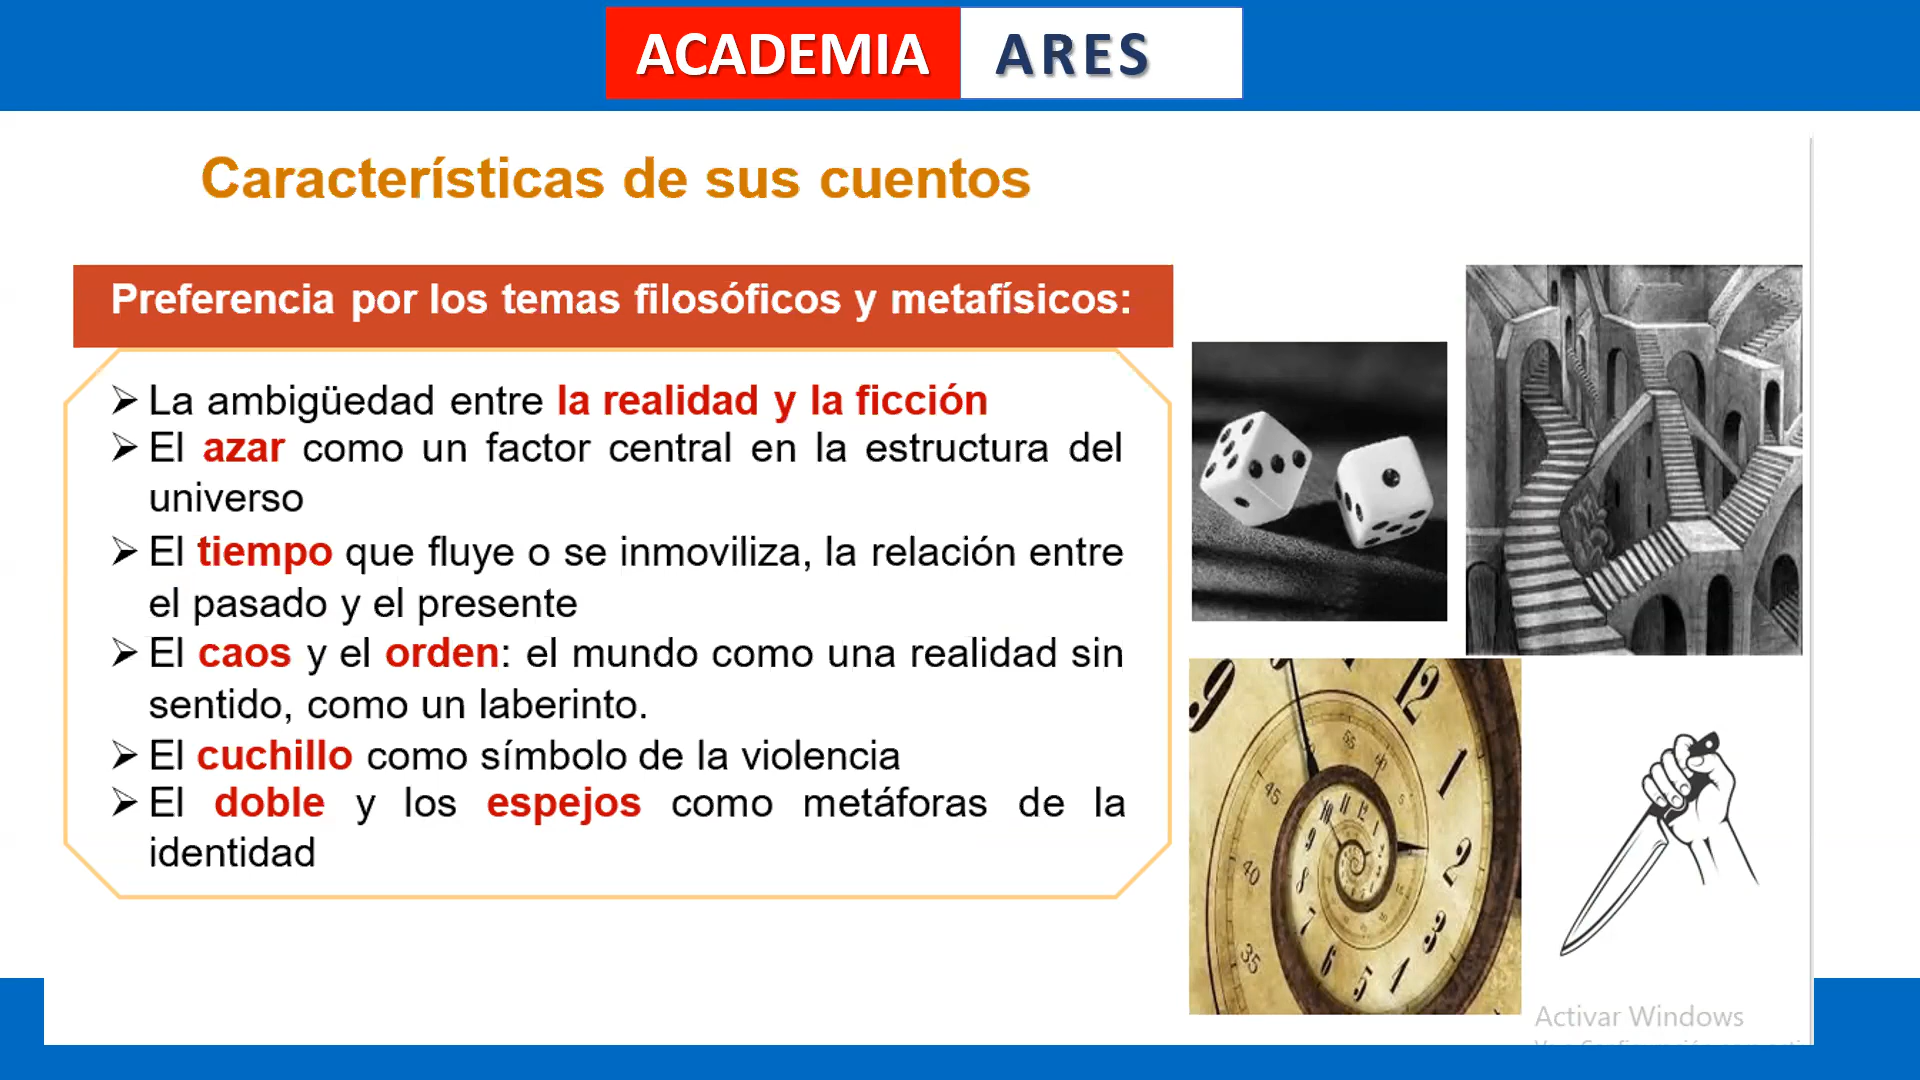 ACADEMIA ARES
Características de sus cuentos
Preferencia por los temas filosóficos y metafísicos:
➢ La ambigüedad entre la realidad y la ficción
➢ El azar como un factor central en la estructura del
universo
➢ El tiempo que fluye o se inmoviliza, la relación entre
el pasado y el presente
➢ El caos y el orden: el mundo como una realidad sin
sentido, como un laberinto.
➢ El cuchillo como símbolo de la violencia
➢ El doble y los espejos como metáforas de la
identidad
Activar Windows